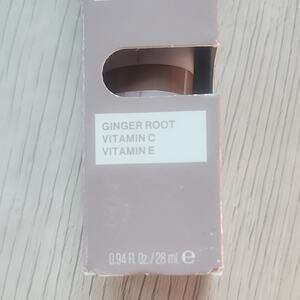 GINGER ROOT
VITAMIN C
VITAMIN E
0.94 Fl. Oz. / 28 mL ℮